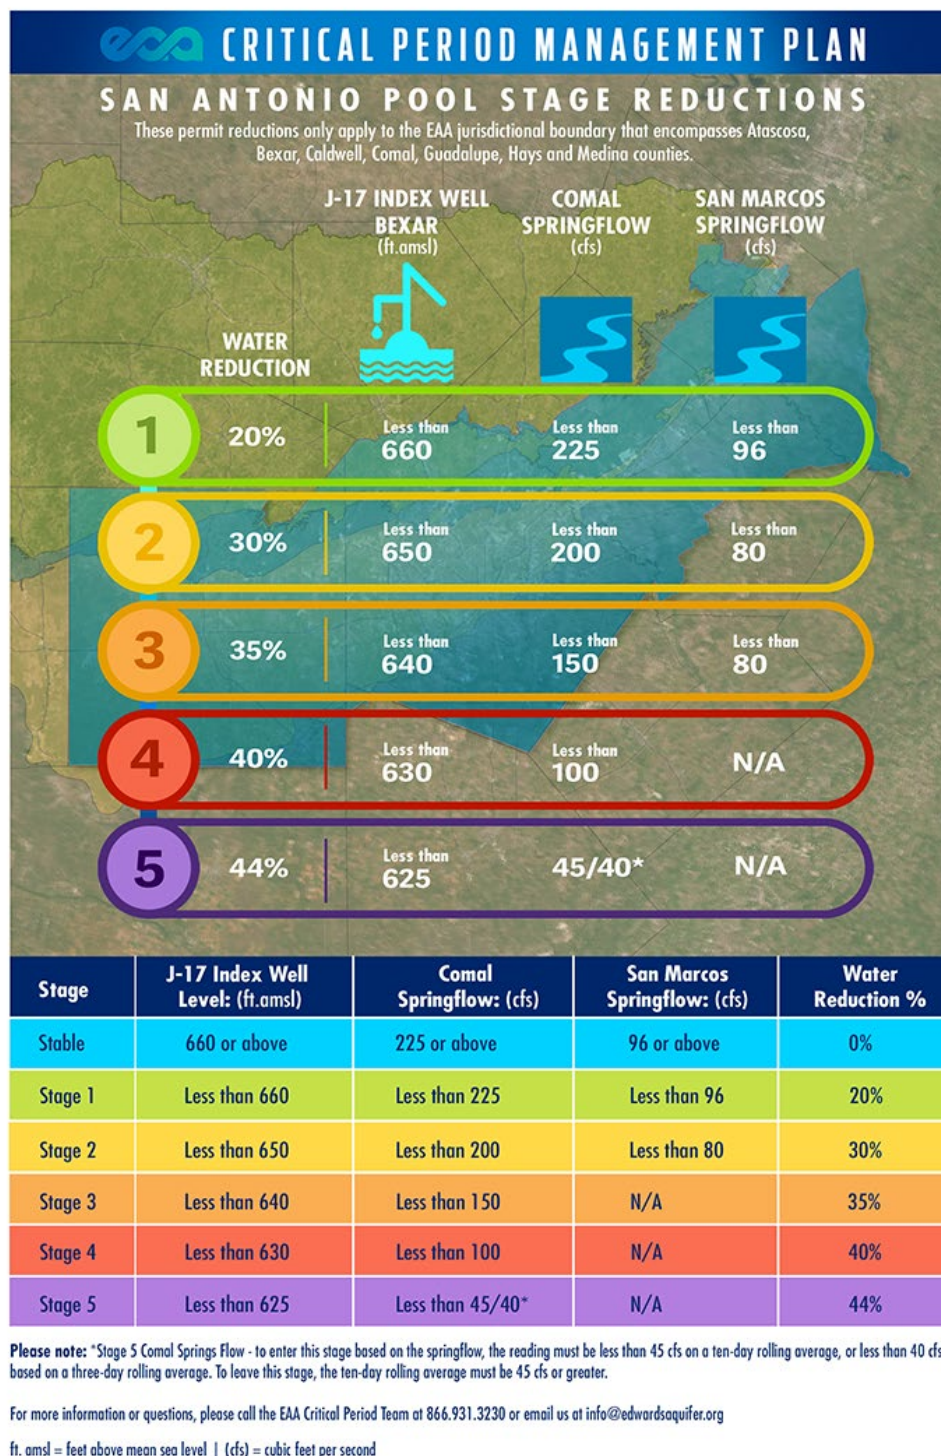 eaa CRITICAL PERIOD MANAGEMENT PLAN
SAN ANTONIO POOL STAGE REDUCTIONS
These permit reductions only apply to the EAA jurisdictional boundary that encompasses Atascosa,
Bexar, Caldwell, Comal, Guadalupe, Hays and Medina counties.
WATER
REDUCTION
J-17 INDEX WELL
BEXAR
(ft.amsl)
COMAL
SPRINGFLOW
(cfs)
SAN MARCOS
SPRINGFLOW
(cfs)
1 20% Less than 660 Less than 225 Less than 96
2 30% Less than 650 Less than 200 Less than 80
3 35% Less than 640 Less than 150 Less than 80
4 40% Less than 630 Less than 100 N/A
5 44% Less than 625 45/40* N/A
Stage J-17 Index Well Level: (ft.amsl) Comal Springflow: (cfs) San Marcos Springflow: (cfs) Water Reduction %
Stable 660 or above 225 or above 96 or above 0%
Stage 1 Less than 660 Less than 225 Less than 96 20%
Stage 2 Less than 650 Less than 200 Less than 80 30%
Stage 3 Less than 640 Less than 150 N/A 35%
Stage 4 Less than 630 Less than 100 N/A 40%
Stage 5 Less than 625 Less than 45/40* N/A 44%
Please note: *Stage 5 Comal Springs Flow - to enter this stage based on the springflow, the reading must be less than 45 cfs on a ten-day rolling average, or less than 40 cfs
based on a three-day rolling average. To leave this stage, the ten-day rolling average must be 45 cfs or greater.
For more information or questions, please call the EAA Critical Period Team at 866.931.3230 or email us at info@edwardsaquifer.org
ft. amsl = feet above mean sea level | (cfs) = cubic feet per second